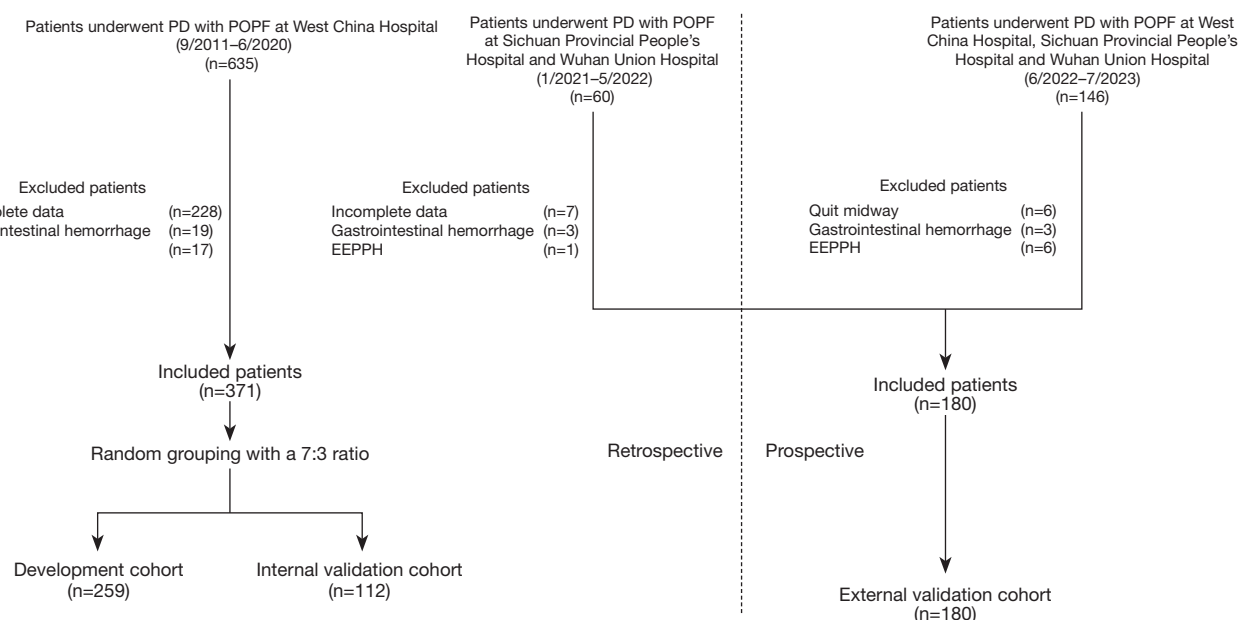 Patients underwent PD with POPF at West China Hospital
(9/2011–6/2020)
(n=635)
Patients underwent PD with POPF
at Sichuan Provincial People's
Hospital and Wuhan Union Hospital
(1/2021–5/2022)
(n=60)
Patients underwent PD with POPF at West
China Hospital, Sichuan Provincial People's
Hospital and Wuhan Union Hospital
(6/2022–7/2023)
(n=146)
Excluded patients
data (n=228)
hemorrhage (n=19)
(n=17)
Excluded patients
Incomplete data (n=7)
Gastrointestinal hemorrhage (n=3)
EEPPH (n=1)
Excluded patients
Quit midway (n=6)
Gastrointestinal hemorrhage (n=3)
EEPPH (n=6)
Included patients
(n=371)
Random grouping with a 7:3 ratio
Development cohort
(n=259)
Internal validation cohort
(n=112)
Retrospective
Prospective
Included patients
(n=180)
External validation cohort
(n=180)